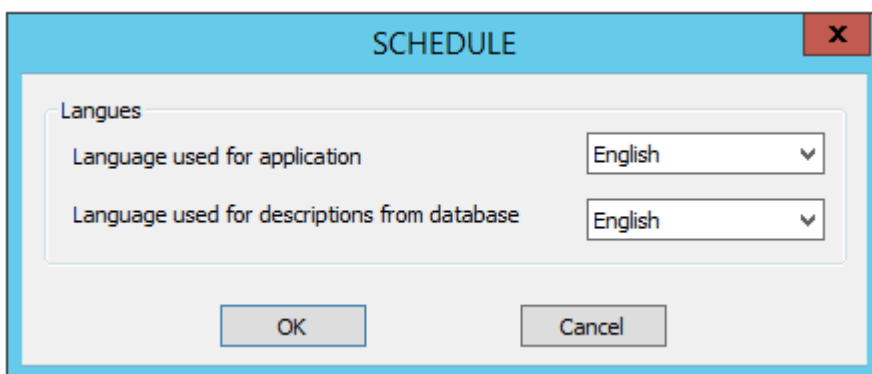 SCHEDULE
x
Langues
Language used for application English
Language used for descriptions from database English
OK Cancel